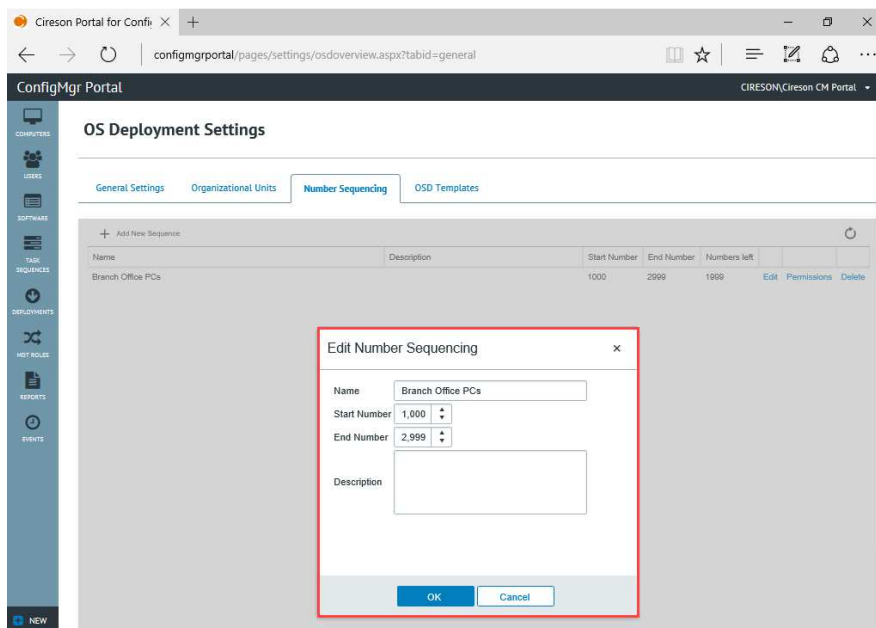 Cireson Portal for Confi
configmgrportal/pages/settings/osdoverview.aspx?tabid=general
ConfigMgr Portal
CIRESON\Cireson CM Portal
COMPUTERS
USERS
SOFTWARE
TASK
SEQUENCES
DEPLOYMENTS
MDT ROLES
REPORTS
EVENTS
NEW
OS Deployment Settings
General Settings Organizational Units Number Sequencing OSD Templates
Add New Sequence
Name Description Start Number End Number Numbers left
Branch Office PCs 1000 2999 1999 Edit Permissions Delete
Edit Number Sequencing
Name Branch Office PCs
Start Number 1,000
End Number 2,999
Description
OK Cancel